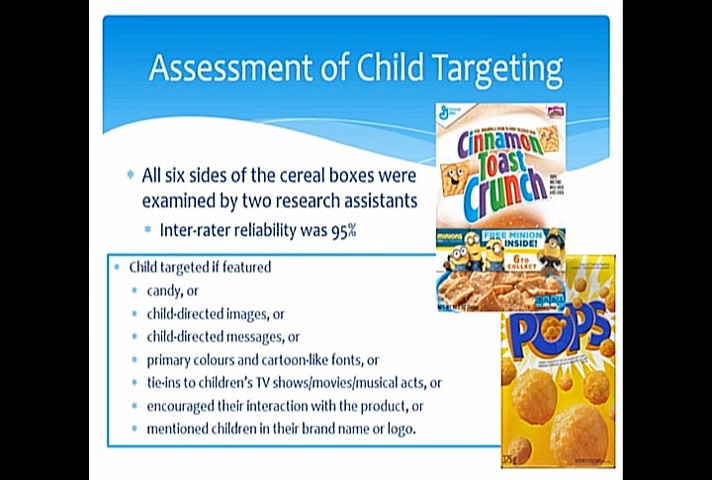 Assessment of Child Targeting
* All six sides of the cereal boxes were
examined by two research assistants
* Inter-rater reliability was 95%
* Child targeted if featured
* candy, or
* child-directed images, or
* child-directed messages, or
* primary colours and cartoon-like fonts, or
* tie-ins to children's TV shows/movies/musical acts, or
* encouraged their interaction with the product, or
* mentioned children in their brand name or logo.
Cinnamon
Toast
Crunch
MINIONS
FREE MINION
INSIDE!
6 TO
COLLECT
POPS
375g